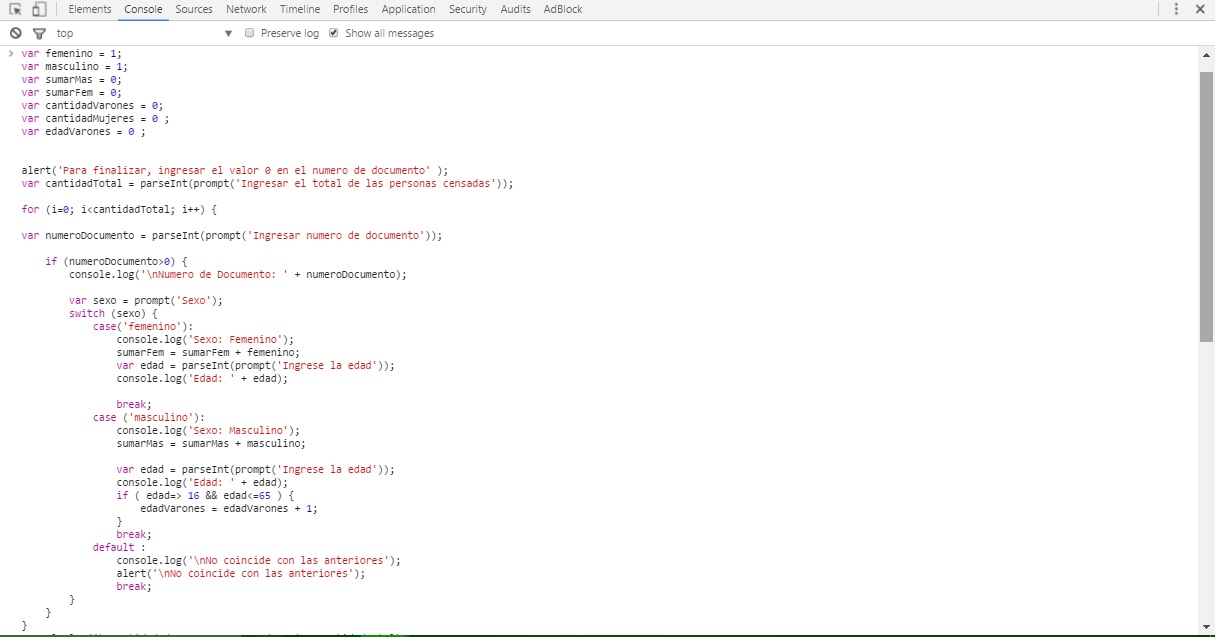 Elements Console Sources Network Timeline Profiles Application Security Audits AdBlock
top Preserve log Show all messages
var femenino = 1;
var masculino = 1;
var sumarMas = 0;
var sumarFem = 0;
var cantidadVarones = 0;
var cantidadMujeres = 0 ;
var edadVarones = 0 ;
alert('Para finalizar, ingresar el valor 0 en el numero de documento' );
var cantidadTotal = parseInt(prompt('Ingresar el total de las personas censadas'));
for (i=0; i<cantidadTotal; i++) {
var numeroDocumento = parseInt(prompt('Ingresar numero de documento'));
if (numeroDocumento>0) {
console.log('\nNumero de Documento: ' + numeroDocumento);
var sexo = prompt('Sexo');
switch (sexo) {
case('femenino'):
console.log('Sexo: Femenino');
sumarFem = sumarFem + femenino;
var edad = parseInt(prompt('Ingrese la edad'));
console.log('Edad: ' + edad);
break;
case ('masculino'):
console.log('Sexo: Masculino');
sumarMas = sumarMas + masculino;
var edad = parseInt(prompt('Ingrese la edad'));
console.log('Edad: ' + edad);
if ( edad=> 16 && edad<=65 ) {
edadVarones = edadVarones + 1;
}
break;
default :
console.log('\nNo coincide con las anteriores');
alert('\nNo coincide con las anteriores');
break;
}
}
}